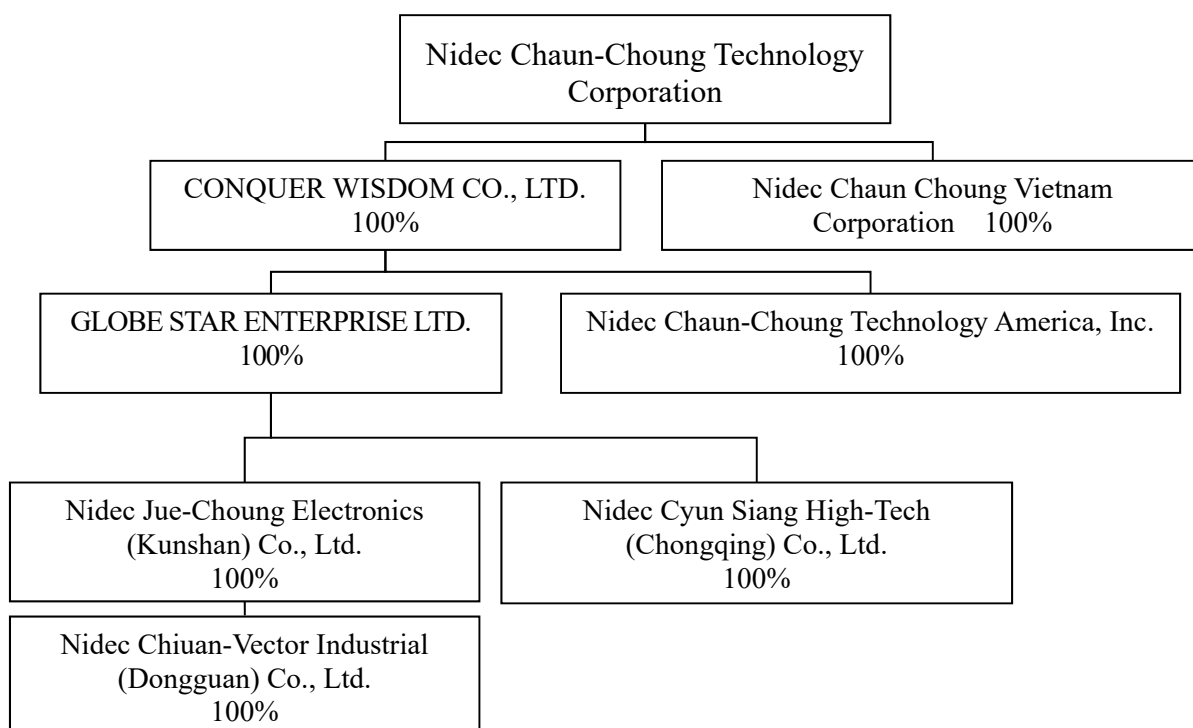 Nidec Chaun-Choung Technology
Corporation
CONQUER WISDOM CO., LTD.
100%
Nidec Chaun Choung Vietnam
Corporation 100%
GLOBE STAR ENTERPRISE LTD.
100%
Nidec Chaun-Choung Technology America, Inc.
100%
Nidec Jue-Choung Electronics
(Kunshan) Co., Ltd.
100%
Nidec Cyun Siang High-Tech
(Chongqing) Co., Ltd.
100%
Nidec Chiuan-Vector Industrial
(Dongguan) Co., Ltd.
100%